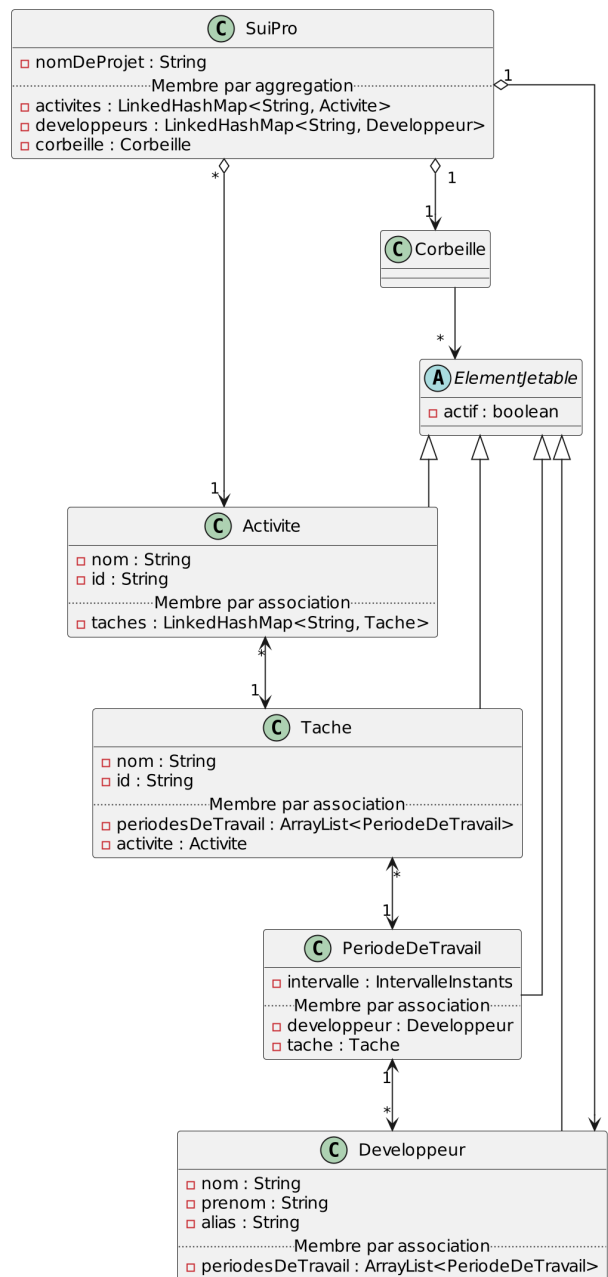 C SuiPro
nomDeProjet : String
Membre par aggregation
activites : LinkedHashMap<String, Activite>
developpeurs : LinkedHashMap<String, Developpeur>
corbeille : Corbeille
1
*
1
1
C Corbeille
*
A ElementJetable
actif : boolean
1
C Activite
nom : String
id : String
Membre par association
taches : LinkedHashMap<String, Tache>
*
1
C Tache
nom : String
id : String
Membre par association
periodesDeTravail : ArrayList<PeriodeDeTravail>
activite : Activite
*
1
C PeriodeDeTravail
intervalle : IntervalleInstants
Membre par association
developpeur : Developpeur
tache : Tache
1
*
C Developpeur
nom : String
prenom : String
alias : String
Membre par association
periodesDeTravail : ArrayList<PeriodeDeTravail>